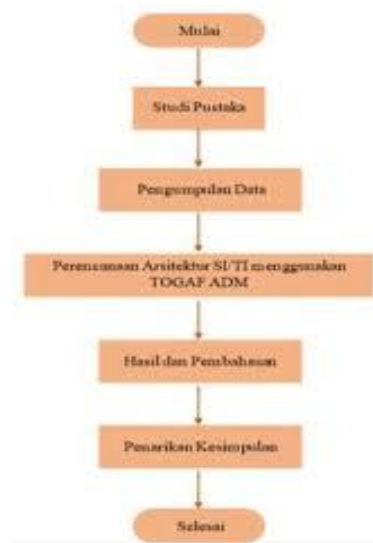 Mulai
Studi Pustaka
Pengumpulan Data
Perencanaan Arsitektur SI/TI menggunakan
TOGAF ADM
Hasil dan Pembahasan
Penarikan Kesimpulan
Selesai